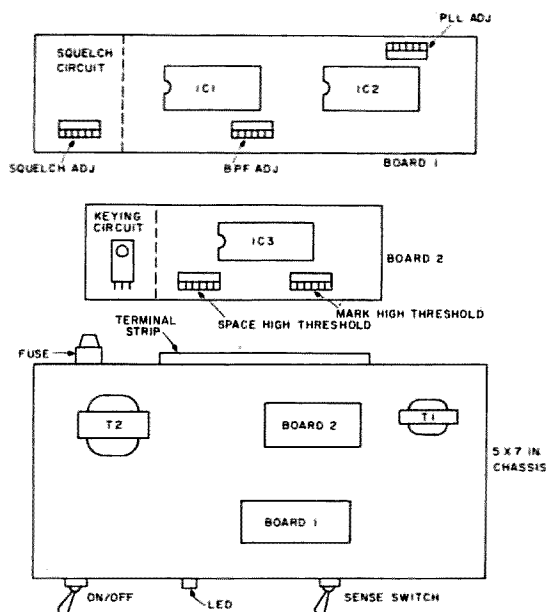 PLL ADJ
SQUELCH
CIRCUIT
IC1
IC2
SQUELCH ADJ
BPF ADJ
BOARD 1
KEYING
CIRCUIT
IC3
BOARD 2
SPACE HIGH THRESHOLD
MARK HIGH THRESHOLD
TERMINAL
STRIP
FUSE
T2
BOARD 2
T1
5 X 7 IN.
CHASSIS
BOARD 1
ON/OFF
LED
SENSE SWITCH